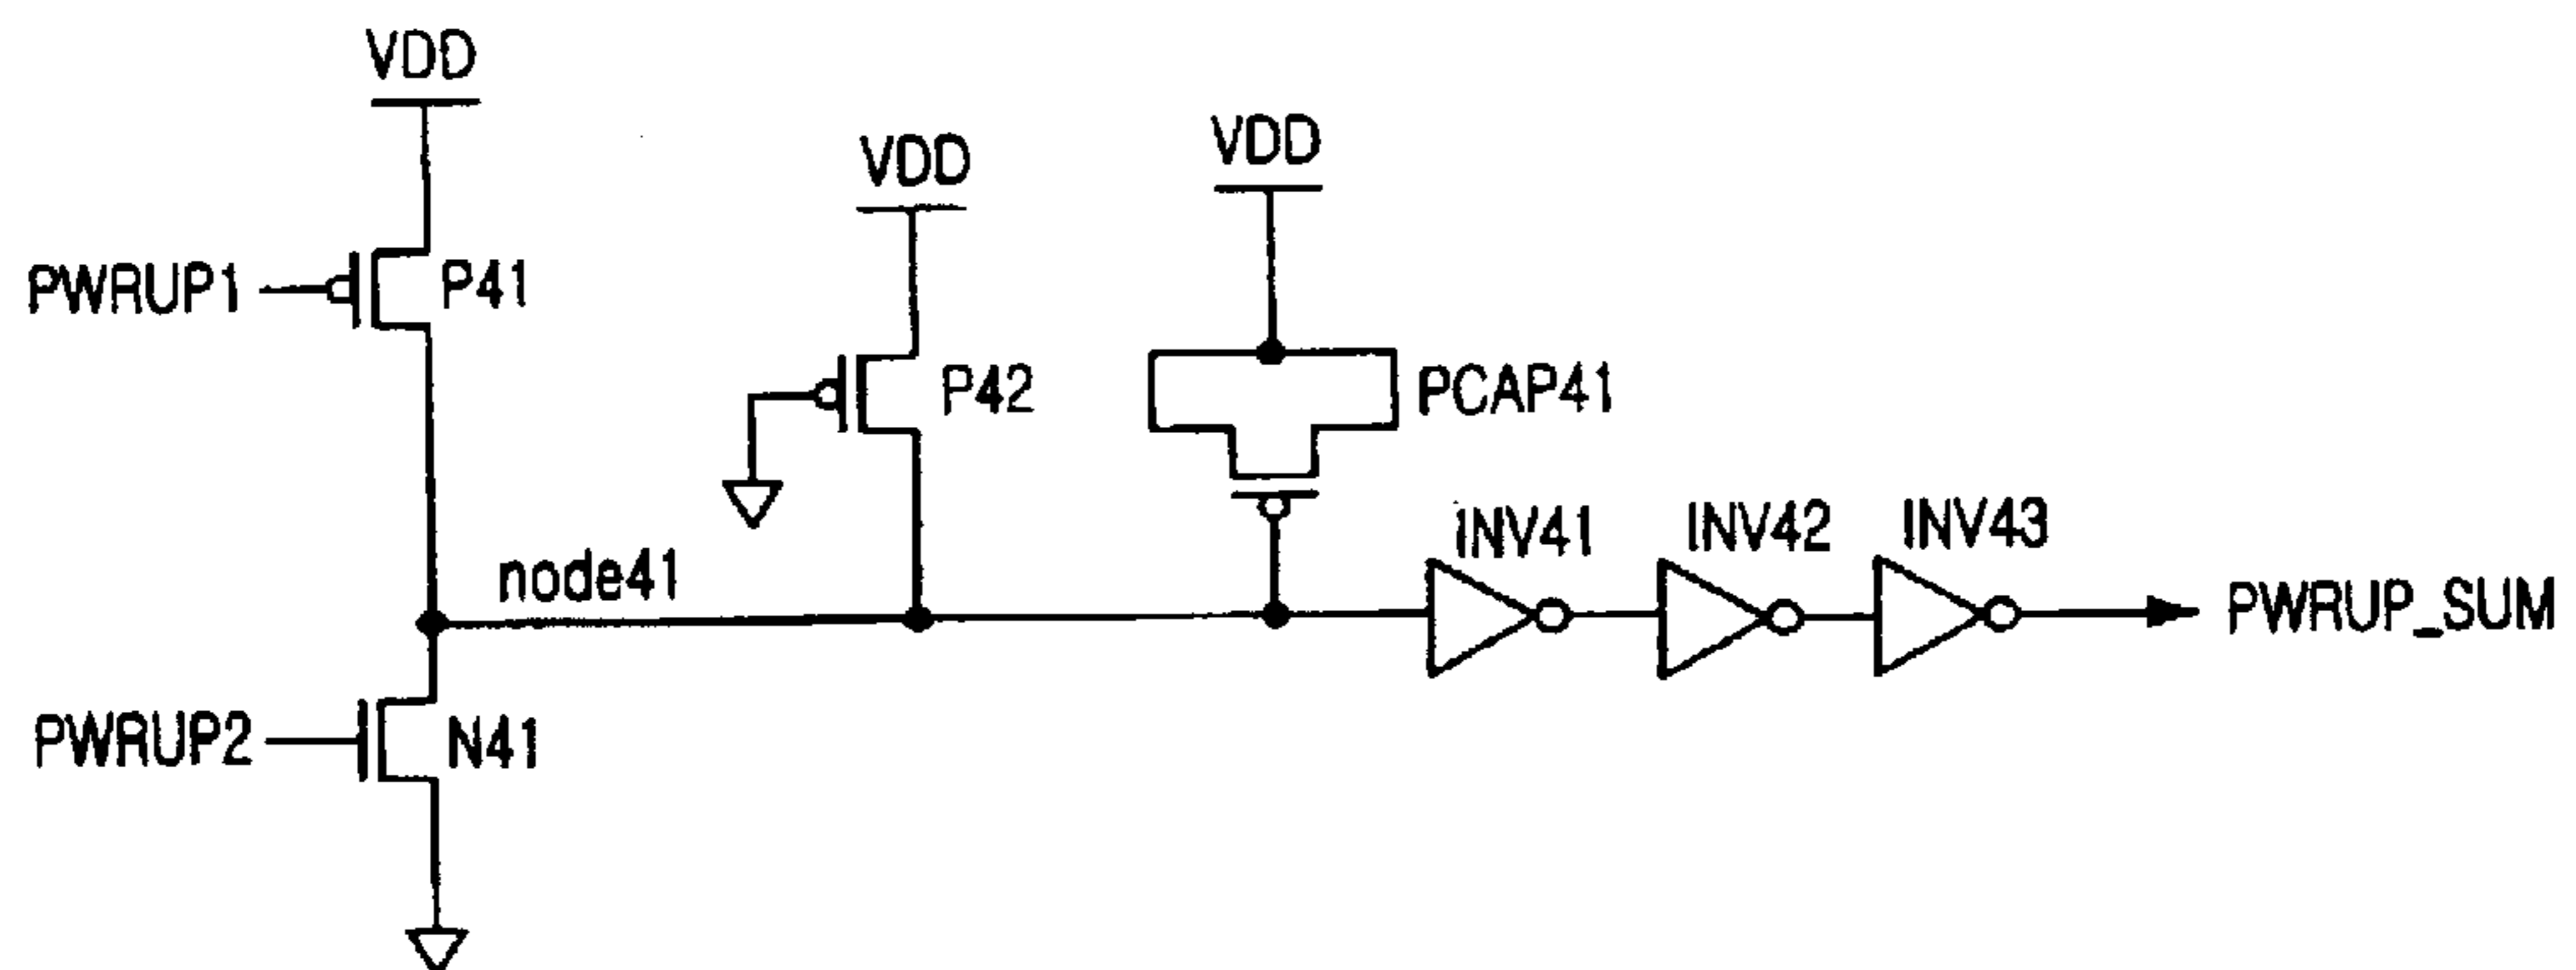 VDD
VDD
VDD
PWRUP1
P41
P42
PCAP41
node41
INV41
INV42
INV43
PWRUP_SUM
PWRUP2
N41